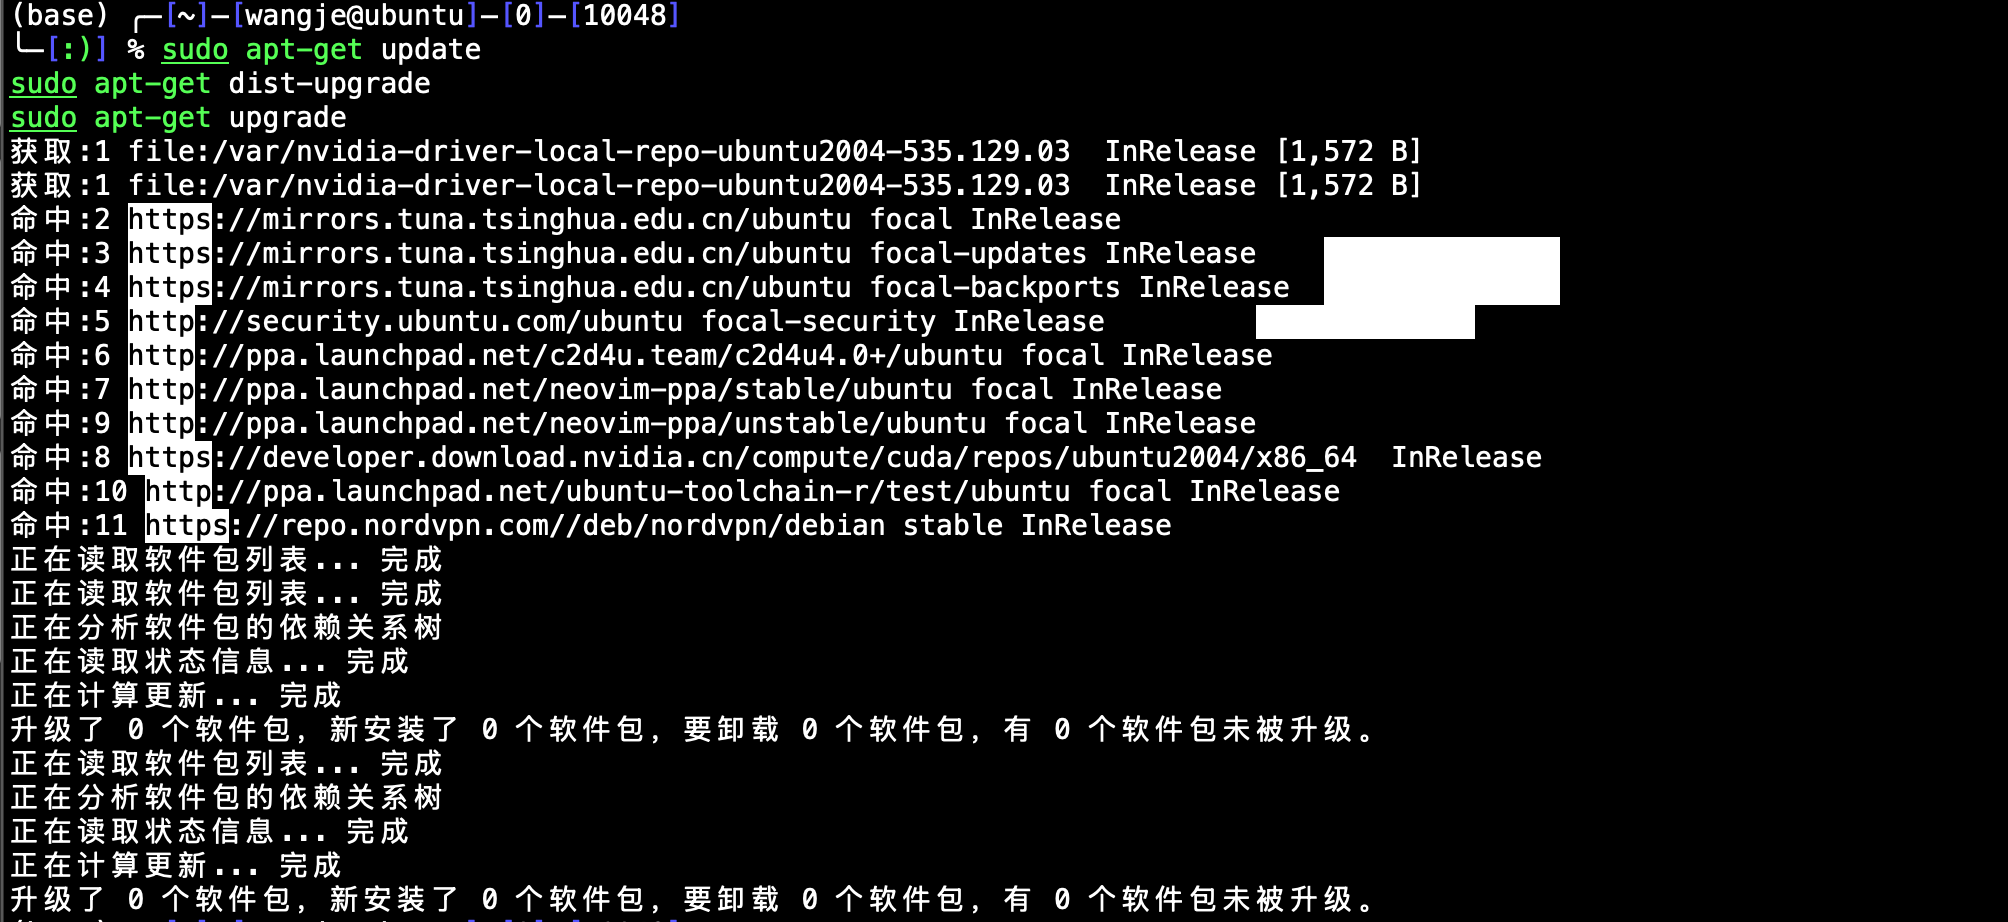 (base) ╭─[~]─[wangje@ubuntu]─[0]─[10048]
╰─[:)] % sudo apt-get update
sudo apt-get dist-upgrade
sudo apt-get upgrade
获取:1 file:/var/nvidia-driver-local-repo-ubuntu2004-535.129.03  InRelease [1,572 B]
获取:1 file:/var/nvidia-driver-local-repo-ubuntu2004-535.129.03  InRelease [1,572 B]
命中:2 https://mirrors.tuna.tsinghua.edu.cn/ubuntu focal InRelease
命中:3 https://mirrors.tuna.tsinghua.edu.cn/ubuntu focal-updates InRelease
命中:4 https://mirrors.tuna.tsinghua.edu.cn/ubuntu focal-backports InRelease
命中:5 http://security.ubuntu.com/ubuntu focal-security InRelease
命中:6 http://ppa.launchpad.net/c2d4u.team/c2d4u4.0+/ubuntu focal InRelease
命中:7 http://ppa.launchpad.net/neovim-ppa/stable/ubuntu focal InRelease
命中:9 http://ppa.launchpad.net/neovim-ppa/unstable/ubuntu focal InRelease
命中:8 https://developer.download.nvidia.cn/compute/cuda/repos/ubuntu2004/x86_64  InRelease
命中:10 http://ppa.launchpad.net/ubuntu-toolchain-r/test/ubuntu focal InRelease
命中:11 https://repo.nordvpn.com//deb/nordvpn/debian stable InRelease
正在读取软件包列表... 完成
正在读取软件包列表... 完成
正在分析软件包的依赖关系树
正在读取状态信息... 完成
正在计算更新... 完成
升级了 0 个软件包，新安装了 0 个软件包，要卸载 0 个软件包，有 0 个软件包未被升级。
正在读取软件包列表... 完成
正在分析软件包的依赖关系树
正在读取状态信息... 完成
正在计算更新... 完成
升级了 0 个软件包，新安装了 0 个软件包，要卸载 0 个软件包，有 0 个软件包未被升级。